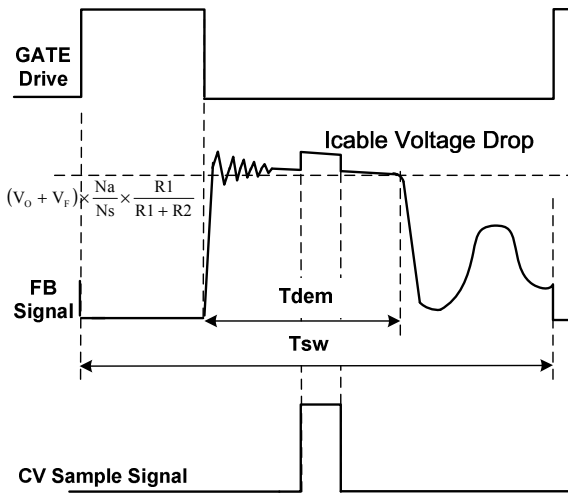 GATE
Drive
Icable Voltage Drop
(V_O + V_F) × Na/Ns × R1/(R1 + R2)
FB
Signal
Tdem
Tsw
CV Sample Signal